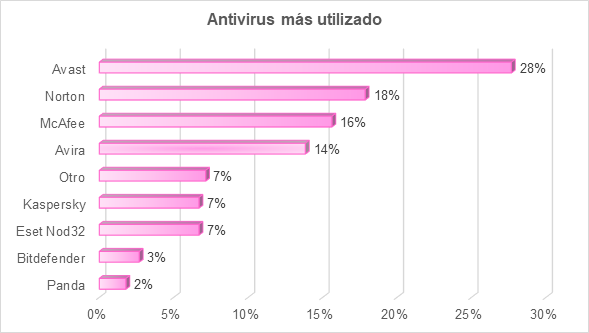 Antivirus más utilizado
Avast 28%
Norton 18%
McAfee 16%
Avira 14%
Otro 7%
Kaspersky 7%
Eset Nod32 7%
Bitdefender 3%
Panda 2%
0% 5% 10% 15% 20% 25% 30%